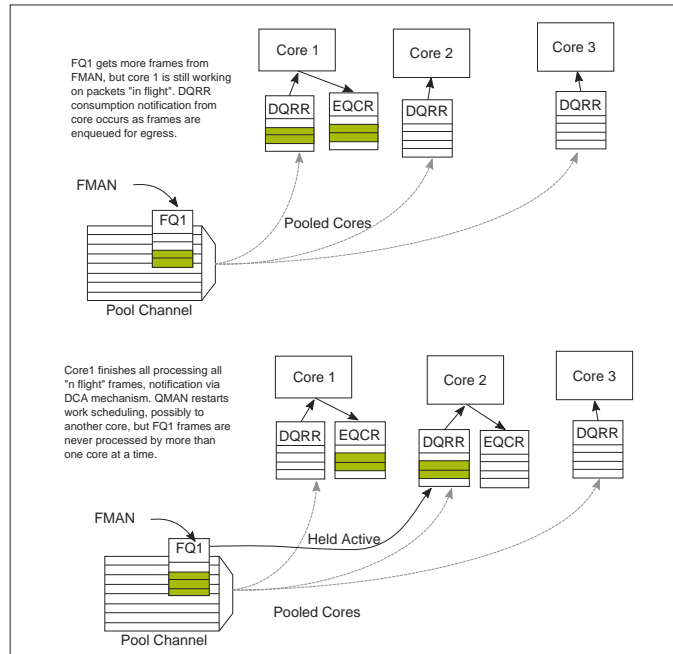 FQ1 gets more frames from
FMAN, but core 1 is still working
on packets "in flight". DQRR
consumption notification from
core occurs as frames are
enqueued for egress.
Core 1
Core 2
Core 3
DQRR
EQCR
DQRR
DQRR
FMAN
FQ1
Pooled Cores
Pool Channel
Core1 finishes all processing all
"n flight" frames, notification via
DCA mechanism. QMAN restarts
work scheduling, possibly to
another core, but FQ1 frames are
never processed by more than
one core at a time.
Core 1
Core 2
Core 3
DQRR
EQCR
DQRR
EQCR
DQRR
FMAN
FQ1
Held Active
Pooled Cores
Pool Channel